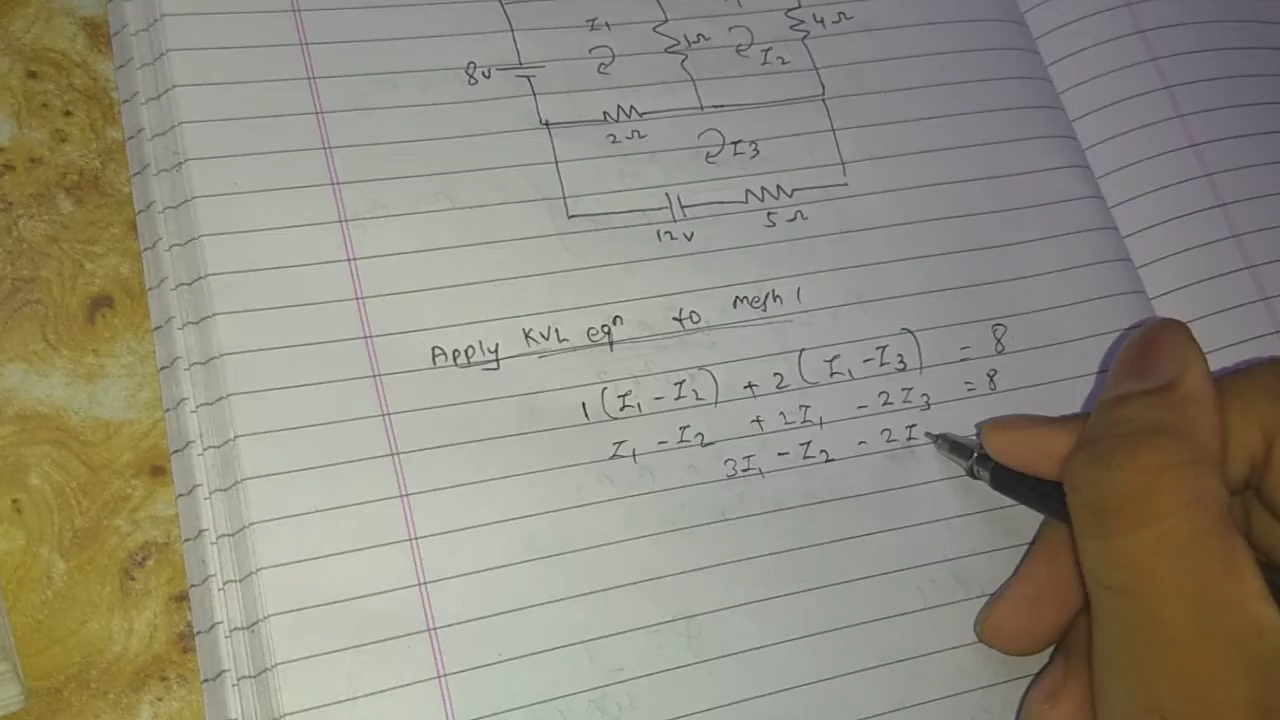 I1
1Ω
4Ω
I2
8V
2Ω
I3
12V
5Ω
Apply KVL eqn to mesh 1
1(I1 - I2) + 2(I1 - I3) = 8
I1 - I2 + 2I1 - 2I3 = 8
3I1 - I2 - 2I